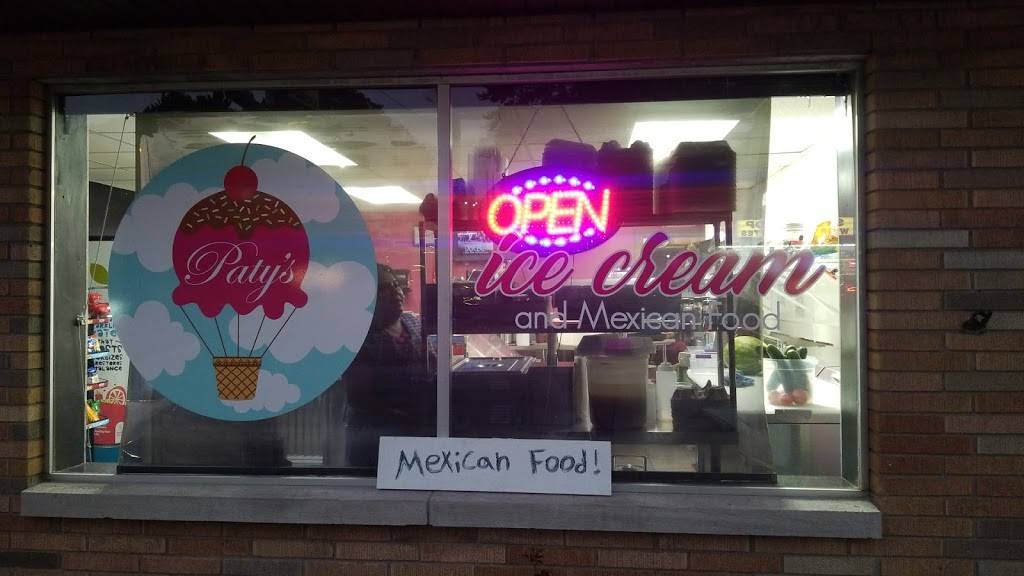 Paty's
OPEN
ice cream
and Mexican Food
Mexican Food!